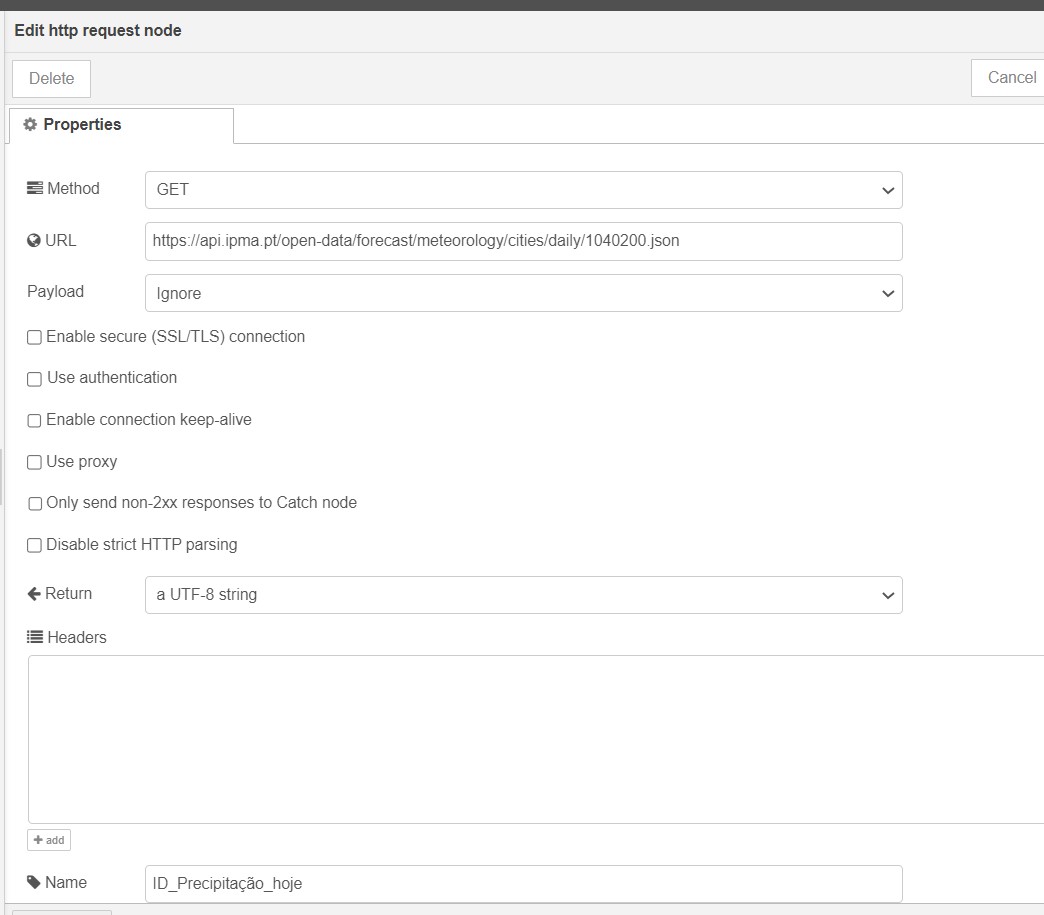 Edit http request node
Delete
Cancel
Properties
Method
GET
URL
https://api.ipma.pt/open-data/forecast/meteorology/cities/daily/1040200.json
Payload
Ignore
Enable secure (SSL/TLS) connection
Use authentication
Enable connection keep-alive
Use proxy
Only send non-2xx responses to Catch node
Disable strict HTTP parsing
Return
a UTF-8 string
Headers
+ add
Name
ID_Precipitação_hoje